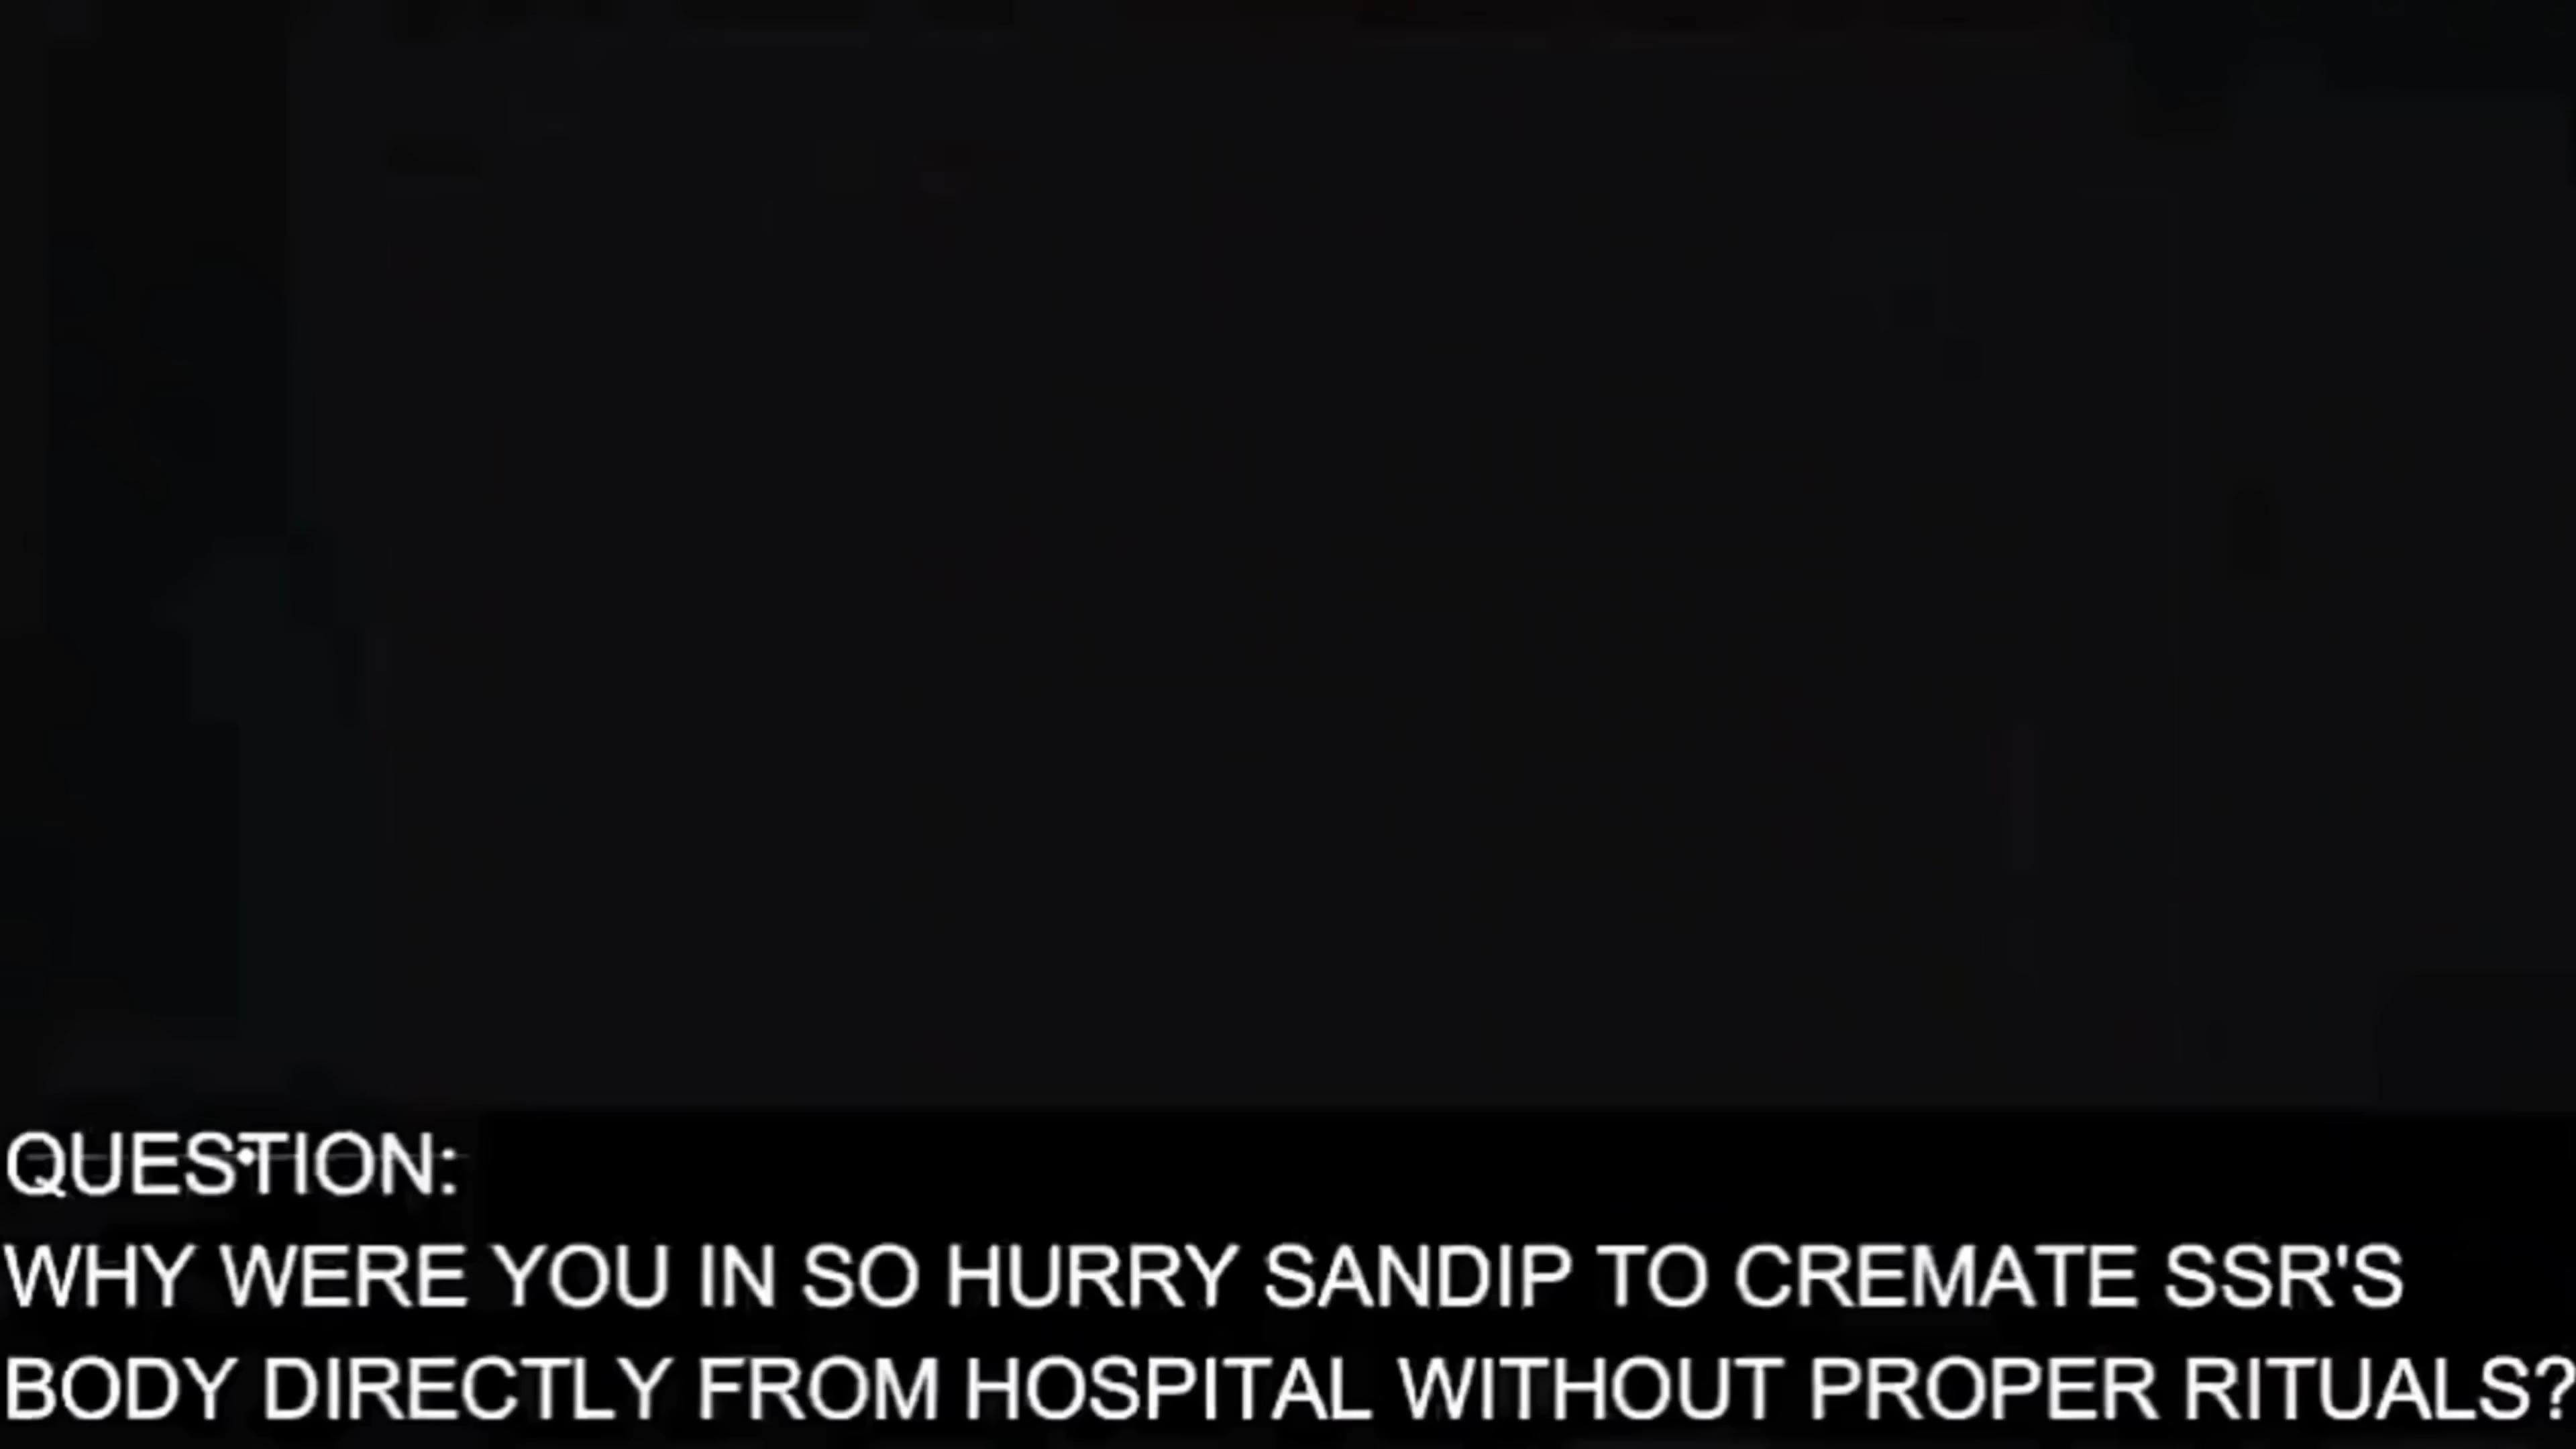 QUESTION:
WHY WERE YOU IN SO HURRY SANDIP TO CREMATE SSR'S
BODY DIRECTLY FROM HOSPITAL WITHOUT PROPER RITUALS?